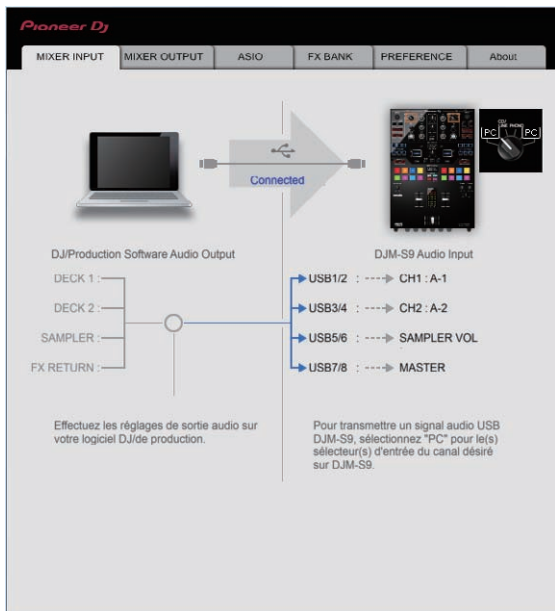 Pioneer Dj
MIXER INPUT MIXER OUTPUT ASIO FX BANK PREFERENCE About
Connected
PC CD/ LINE PHONO PC
DJ/Production Software Audio Output
DJM-S9 Audio Input
DECK 1 :
DECK 2 :
SAMPLER :
FX RETURN :
USB1/2 : CH1 : A-1
USB3/4 : CH2 : A-2
USB5/6 : SAMPLER VOL
USB7/8 : MASTER
Effectuez les réglages de sortie audio sur
votre logiciel DJ/de production.
Pour transmettre un signal audio USB
DJM-S9, sélectionnez "PC" pour le(s)
sélecteur(s) d'entrée du canal désiré
sur DJM-S9.